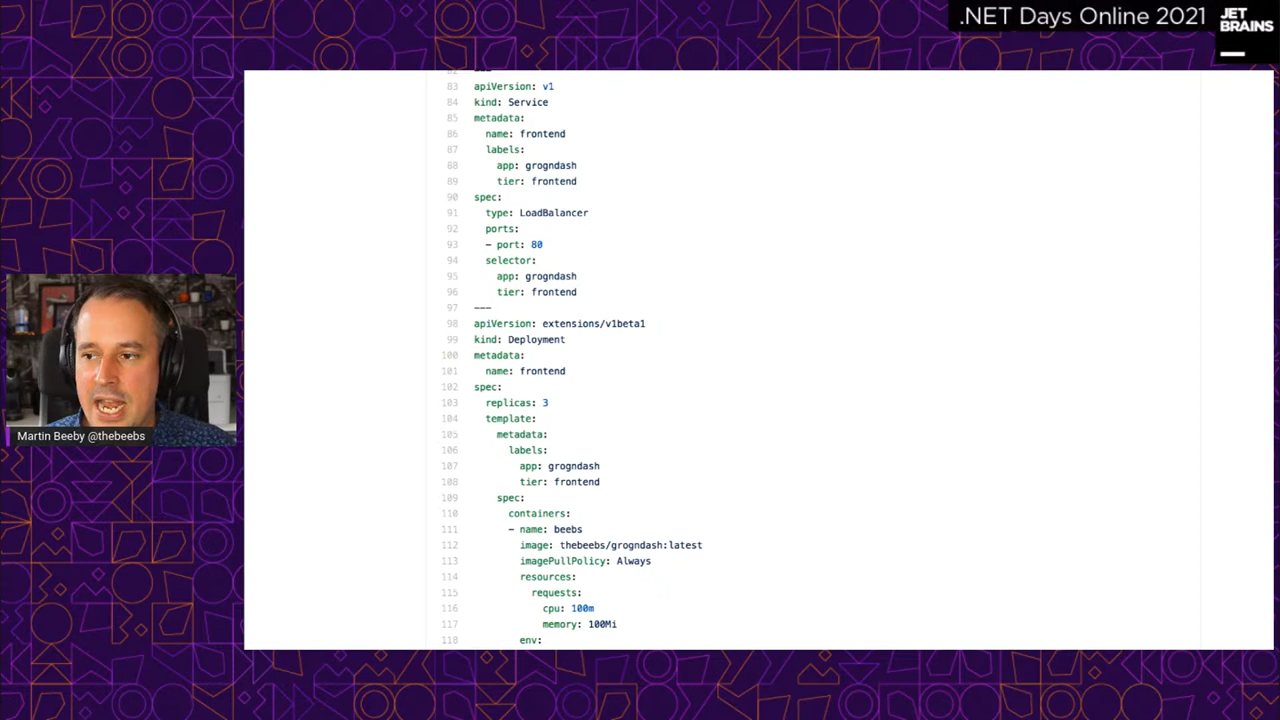 .NET Days Online 2021
JET
BRAINS
83 apiVersion: v1
84 kind: Service
85 metadata:
86 name: frontend
87 labels:
88 app: grogndash
89 tier: frontend
90 spec:
91 type: LoadBalancer
92 ports:
93 - port: 80
94 selector:
95 app: grogndash
96 tier: frontend
97 ---
98 apiVersion: extensions/v1beta1
99 kind: Deployment
100 metadata:
101 name: frontend
102 spec:
103 replicas: 3
104 template:
105 metadata:
106 labels:
107 app: grogndash
108 tier: frontend
109 spec:
110 containers:
111 - name: beebs
112 image: thebeebs/grogndash:latest
113 imagePullPolicy: Always
114 resources:
115 requests:
116 cpu: 100m
117 memory: 100Mi
118 env:
Martin Beeby @thebeebs